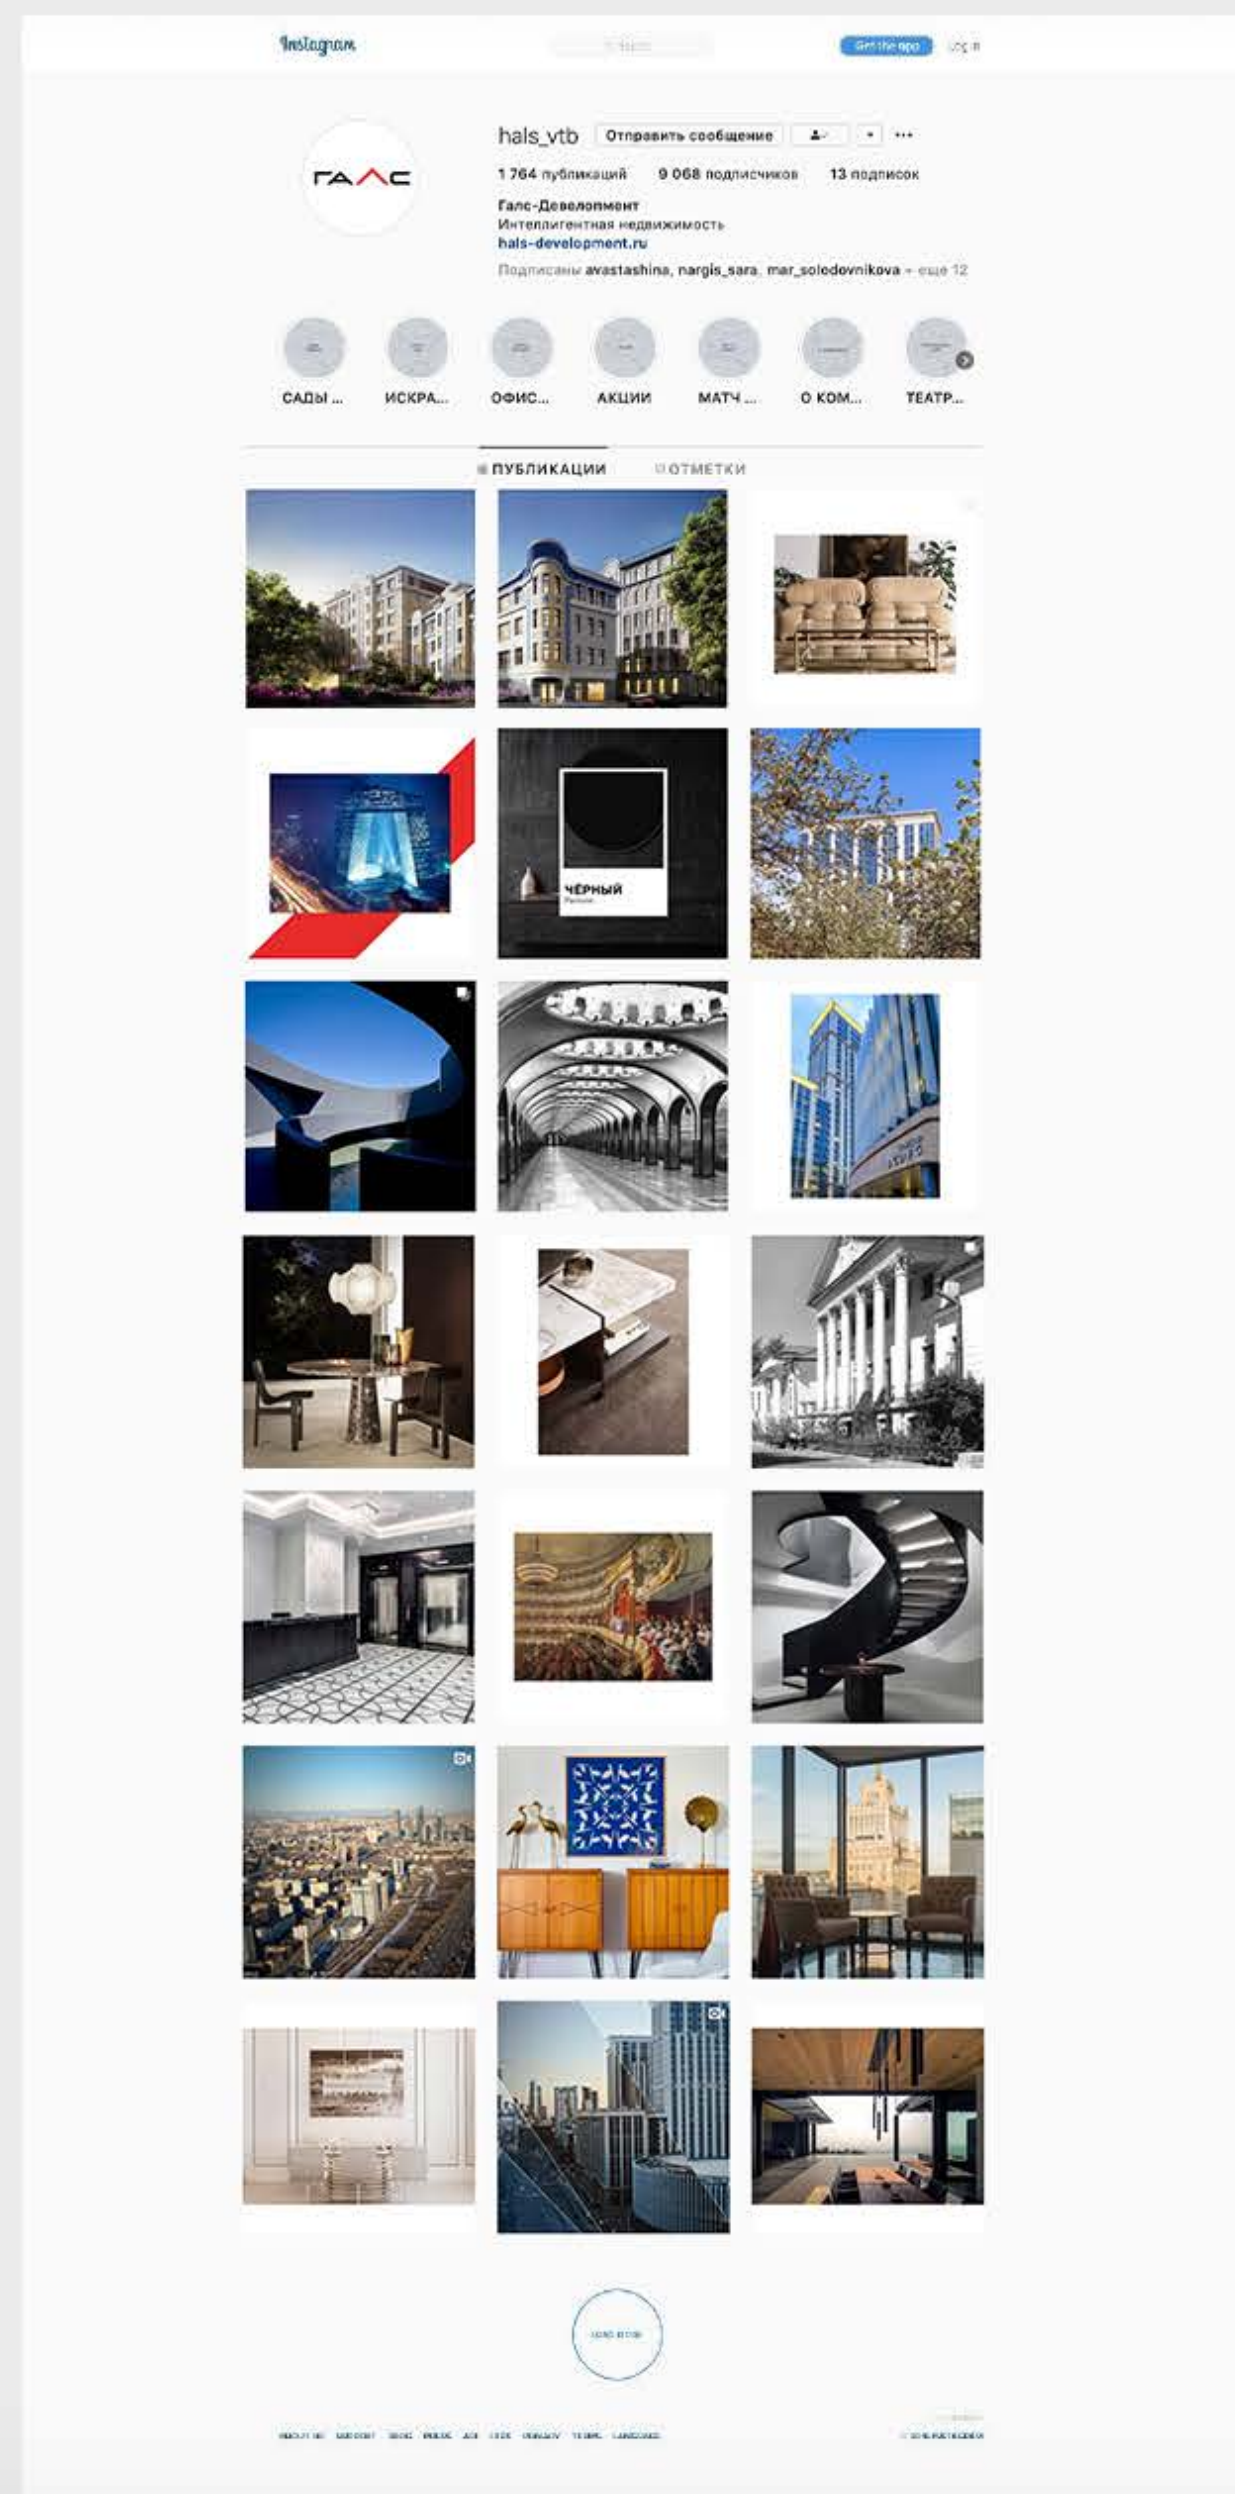 Instagram
Get the app
Log in
ГАЛС
hals_vtb Отправить сообщение
1 764 публикаций 9 068 подписчиков 13 подписок
Галс-Девелопмент
Интеллигентная недвижимость
hals-development.ru
Подписаны avastashina, nargis_sara, mar_solodovnikova + еще 12
САДЫ ... ИСКРА... ОФИС... АКЦИИ МАТЧ ... О КОМ... ТЕАТР...
ПУБЛИКАЦИИ ОТМЕТКИ
ЧЁРНЫЙ